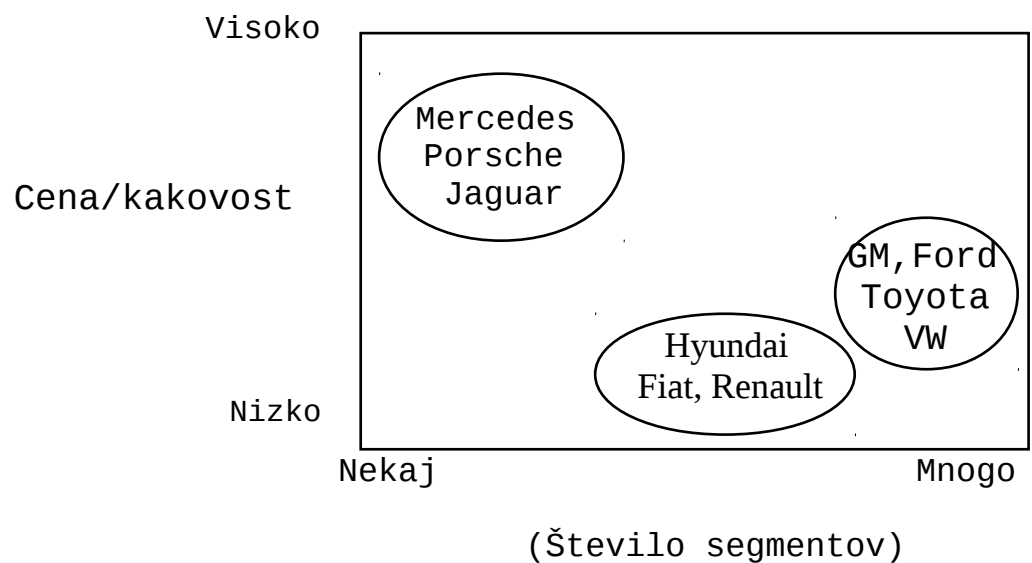 Visoko
Mercedes
Porsche
Jaguar
Cena/kakovost
GM,Ford
Toyota
VW
Hyundai
Fiat, Renault
Nizko
Nekaj
Mnogo
(Število segmentov)